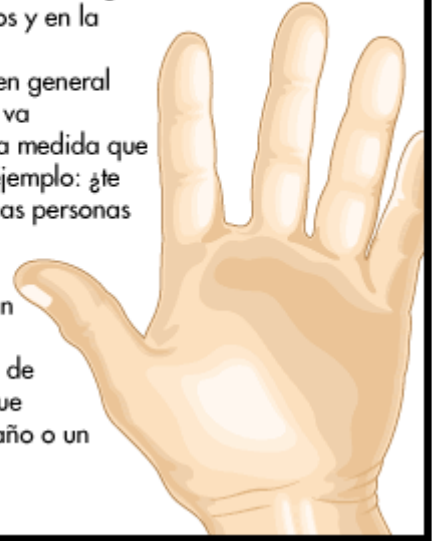 os y en la
en general
va
a medida que
jemplo: ¿te
as personas
n
de
ue
año o un